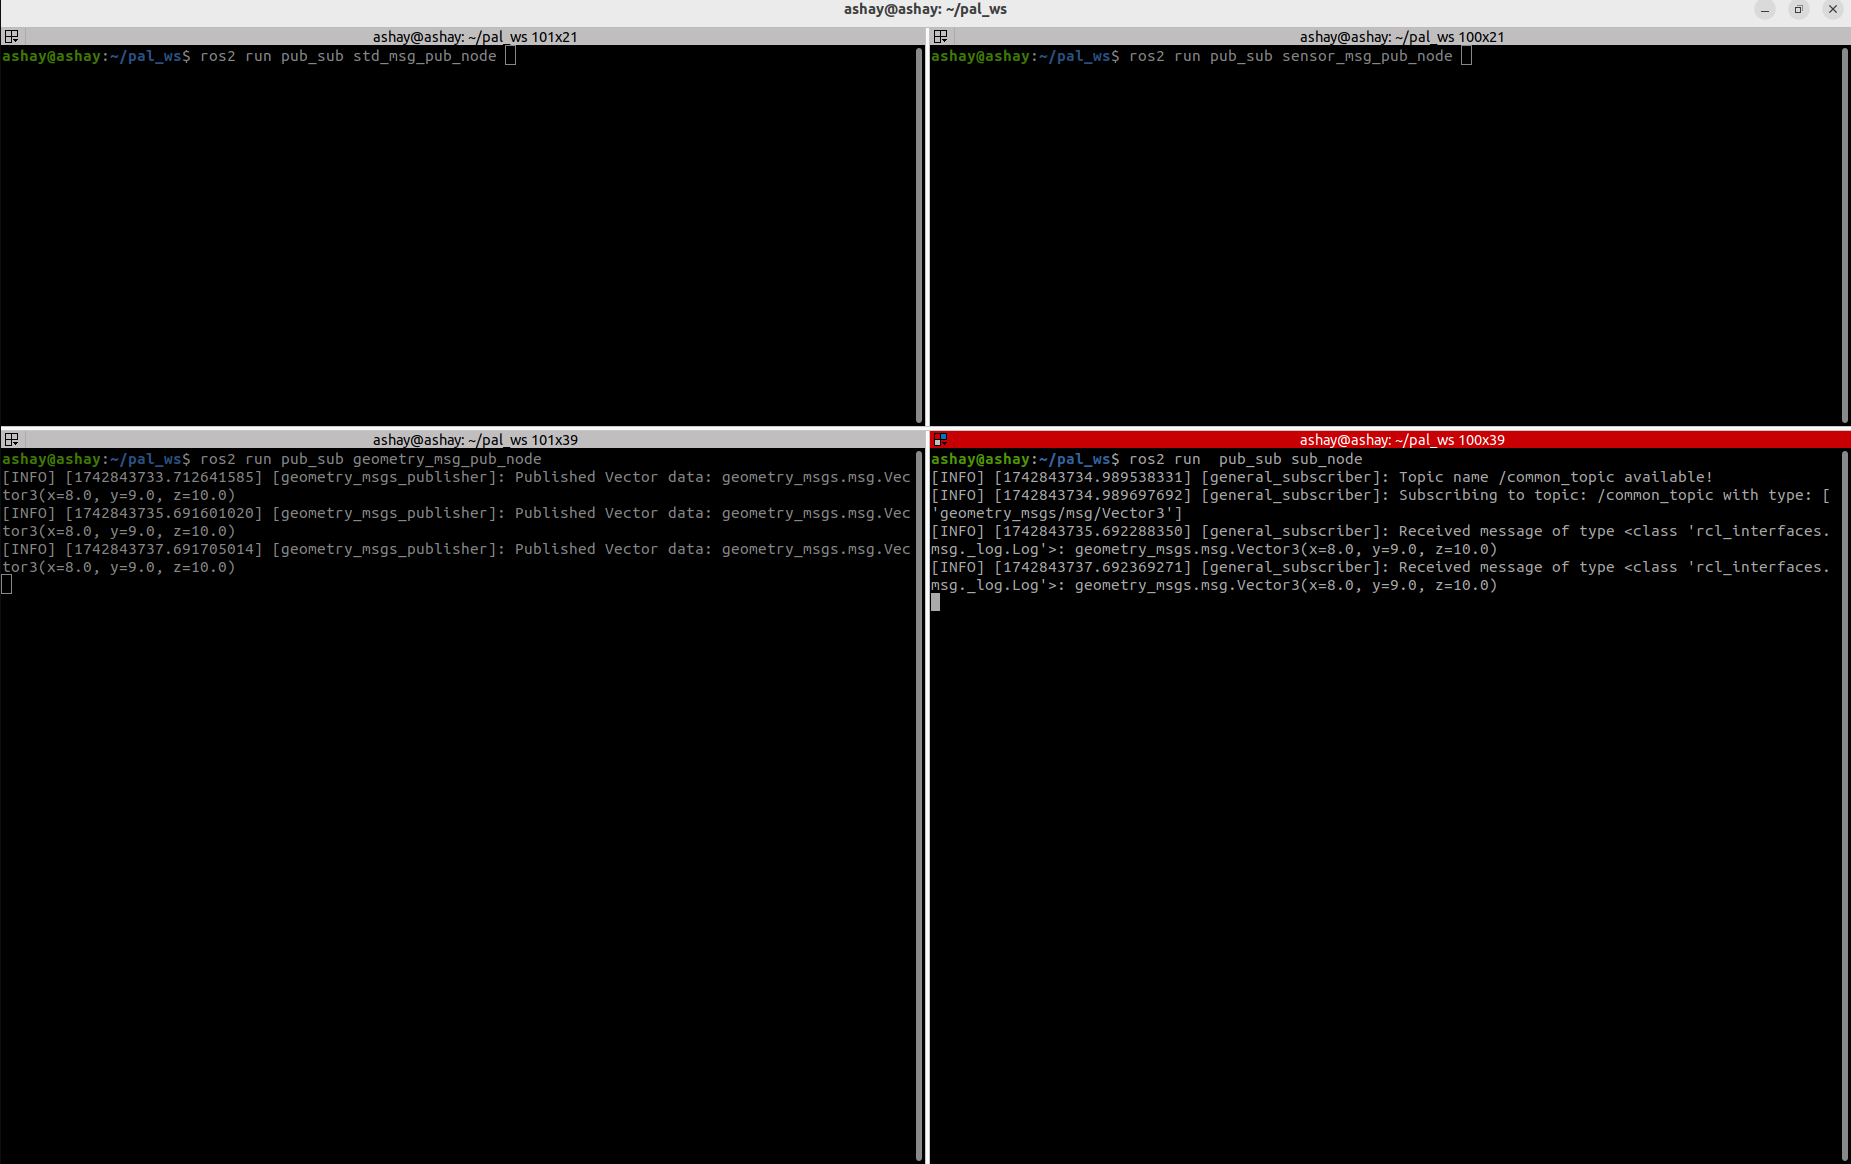 ashay@ashay: ~/pal_ws
ashay@ashay: ~/pal_ws 101x21
ashay@ashay:~/pal_ws$ ros2 run pub_sub std_msg_pub_node
ashay@ashay: ~/pal_ws 100x21
ashay@ashay:~/pal_ws$ ros2 run pub_sub sensor_msg_pub_node
ashay@ashay: ~/pal_ws 101x39
ashay@ashay:~/pal_ws$ ros2 run pub_sub geometry_msg_pub_node
[INFO] [1742843733.712641585] [geometry_msgs_publisher]: Published Vector data: geometry_msgs.msg.Vec
tor3(x=8.0, y=9.0, z=10.0)
[INFO] [1742843735.691601020] [geometry_msgs_publisher]: Published Vector data: geometry_msgs.msg.Vec
tor3(x=8.0, y=9.0, z=10.0)
[INFO] [1742843737.691705014] [geometry_msgs_publisher]: Published Vector data: geometry_msgs.msg.Vec
tor3(x=8.0, y=9.0, z=10.0)
ashay@ashay: ~/pal_ws 100x39
ashay@ashay:~/pal_ws$ ros2 run  pub_sub sub_node
[INFO] [1742843734.989538331] [general_subscriber]: Topic name /common_topic available!
[INFO] [1742843734.989697692] [general_subscriber]: Subscribing to topic: /common_topic with type: [
'geometry_msgs/msg/Vector3']
[INFO] [1742843735.692288350] [general_subscriber]: Received message of type <class 'rcl_interfaces.
msg._log.Log'>: geometry_msgs.msg.Vector3(x=8.0, y=9.0, z=10.0)
[INFO] [1742843737.692369271] [general_subscriber]: Received message of type <class 'rcl_interfaces.
msg._log.Log'>: geometry_msgs.msg.Vector3(x=8.0, y=9.0, z=10.0)